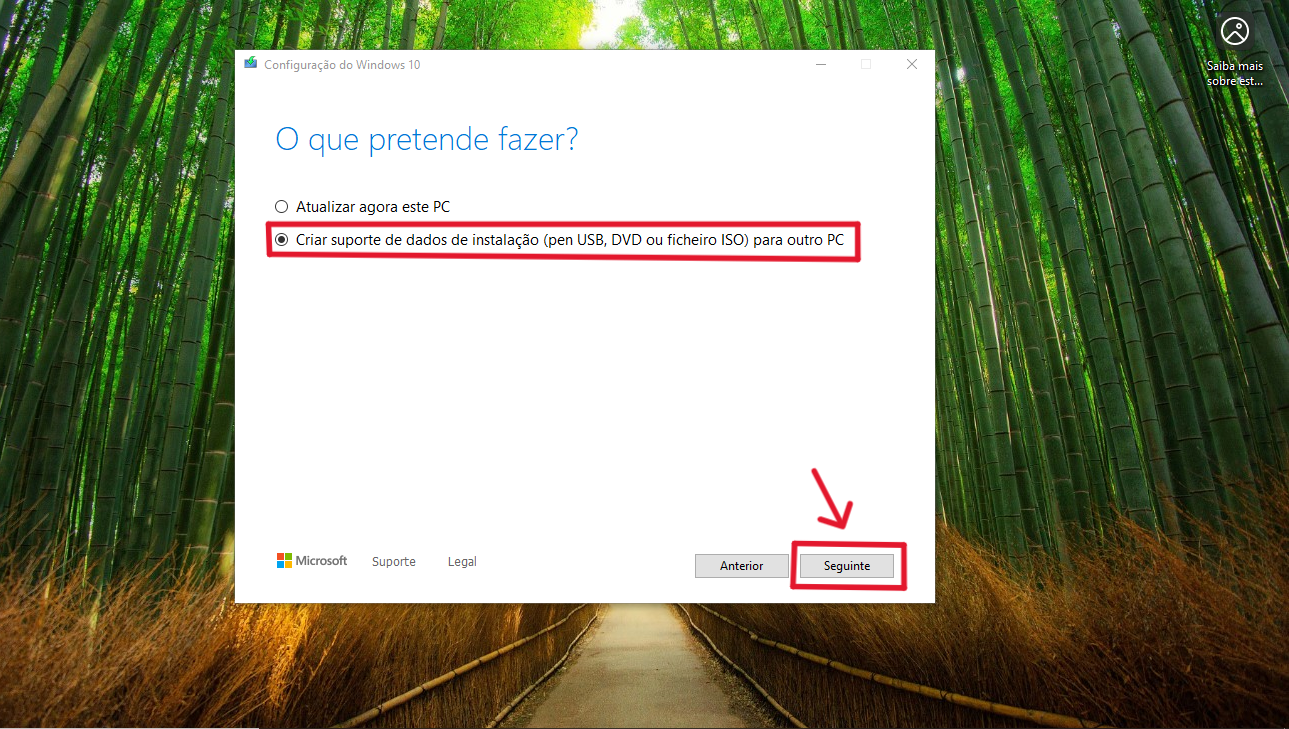 Configuração do Windows 10
Saiba mais
sobre est...
O que pretende fazer?
Atualizar agora este PC
Criar suporte de dados de instalação (pen USB, DVD ou ficheiro ISO) para outro PC
Microsoft Suporte Legal
Anterior Seguinte